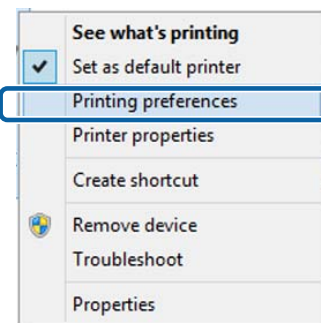 See what's printing
Set as default printer
Printing preferences
Printer properties
Create shortcut
Remove device
Troubleshoot
Properties